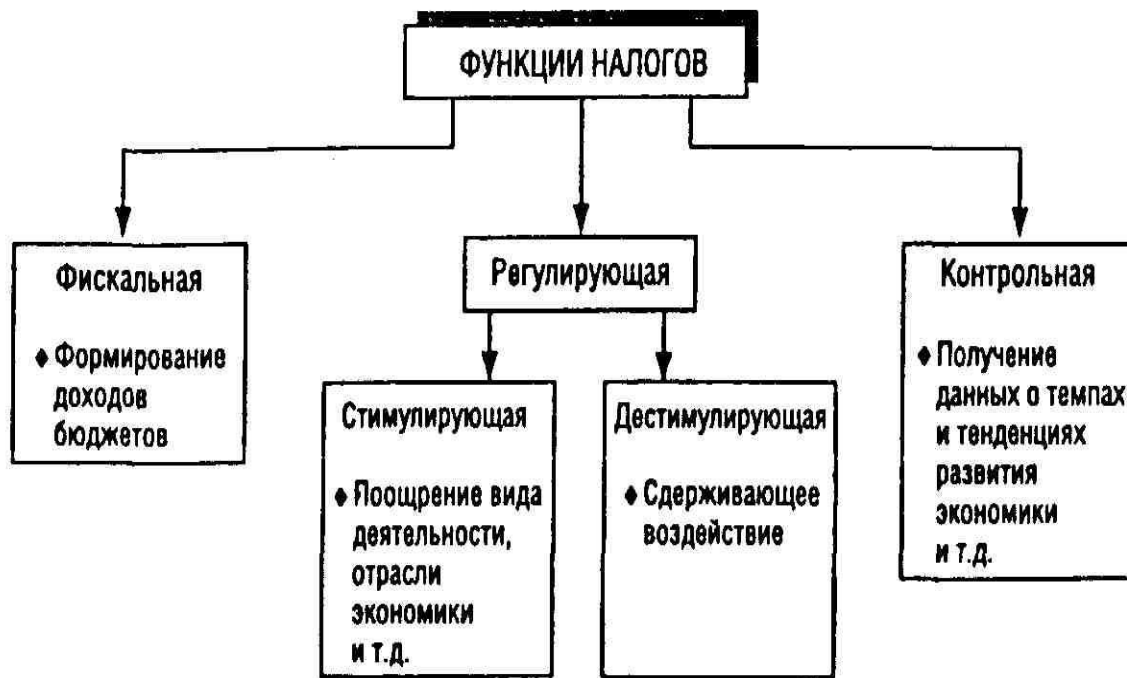 ФУНКЦИИ НАЛОГОВ
Фискальная
♦ Формирование
доходов
бюджетов
Регулирующая
Стимулирующая
♦ Поощрение вида
деятельности,
отрасли
экономики
и т.д.
Дестимулирующая
♦ Сдерживающее
воздействие
Контрольная
♦ Получение
данных о темпах
и тенденциях
развития
экономики
и т.д.